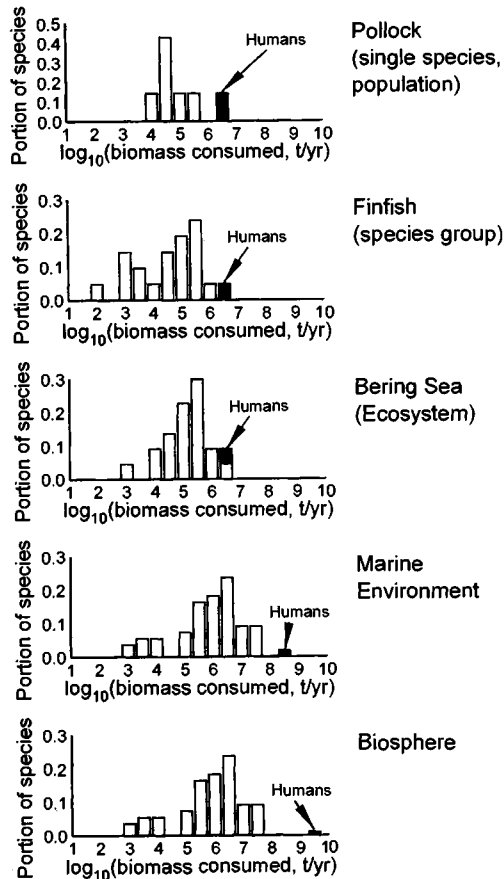 Portion of species
0.5
0.4
0.3
0.2
0.1
0.0
Humans
1 2 3 4 5 6 7 8 9 10
log10(biomass consumed, t/yr)
Pollock
(single species,
population)
Portion of species
0.3
0.2
0.1
0.0
Humans
1 2 3 4 5 6 7 8 9 10
log10(biomass consumed, t/yr)
Finfish
(species group)
Portion of species
0.3
0.2
0.1
0.0
Humans
1 2 3 4 5 6 7 8 9 10
log10(biomass consumed, t/yr)
Bering Sea
(Ecosystem)
Portion of species
0.3
0.2
0.1
0.0
Humans
1 2 3 4 5 6 7 8 9 10
log10(biomass consumed, t/yr)
Marine
Environment
Portion of species
0.3
0.2
0.1
0.0
Humans
1 2 3 4 5 6 7 8 9 10
log10(biomass consumed, t/yr)
Biosphere